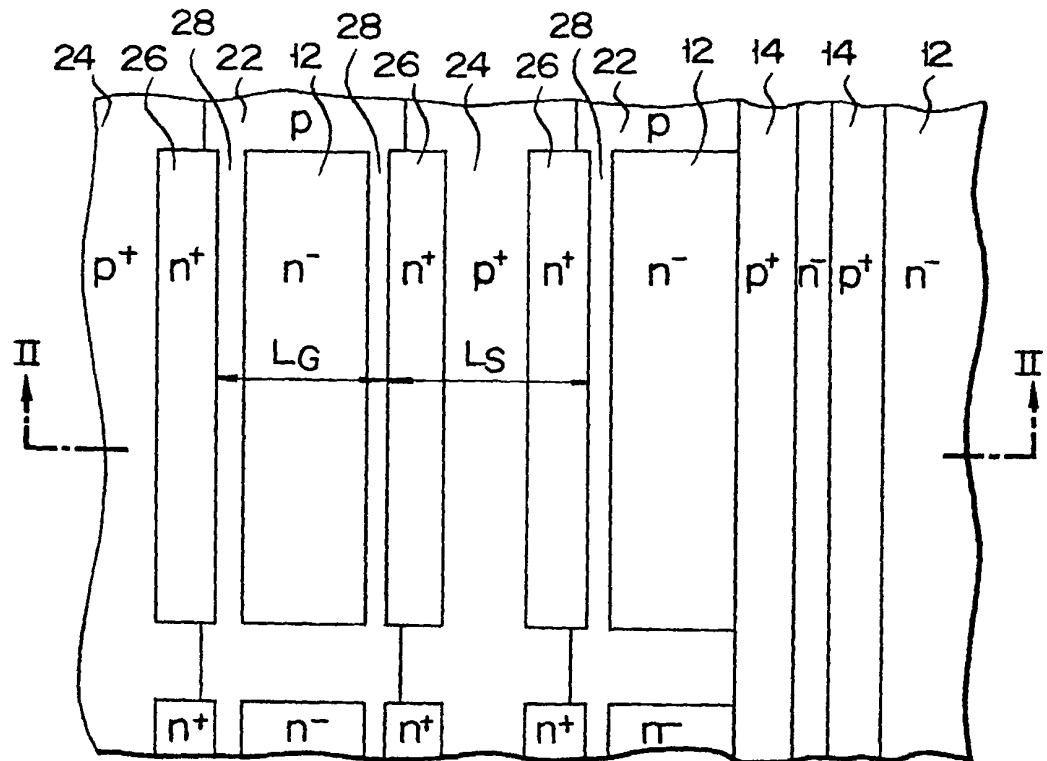 28 28 28 12 14 14 12
24 26 22 12 26 24 26 22
p p
p⁺ n⁺ n⁻ n⁺ p⁺ n⁺ n⁻ p⁺ n⁻ p⁺ n⁻
II LG LS II
n⁺ n⁻ n⁺ n⁺ n⁻